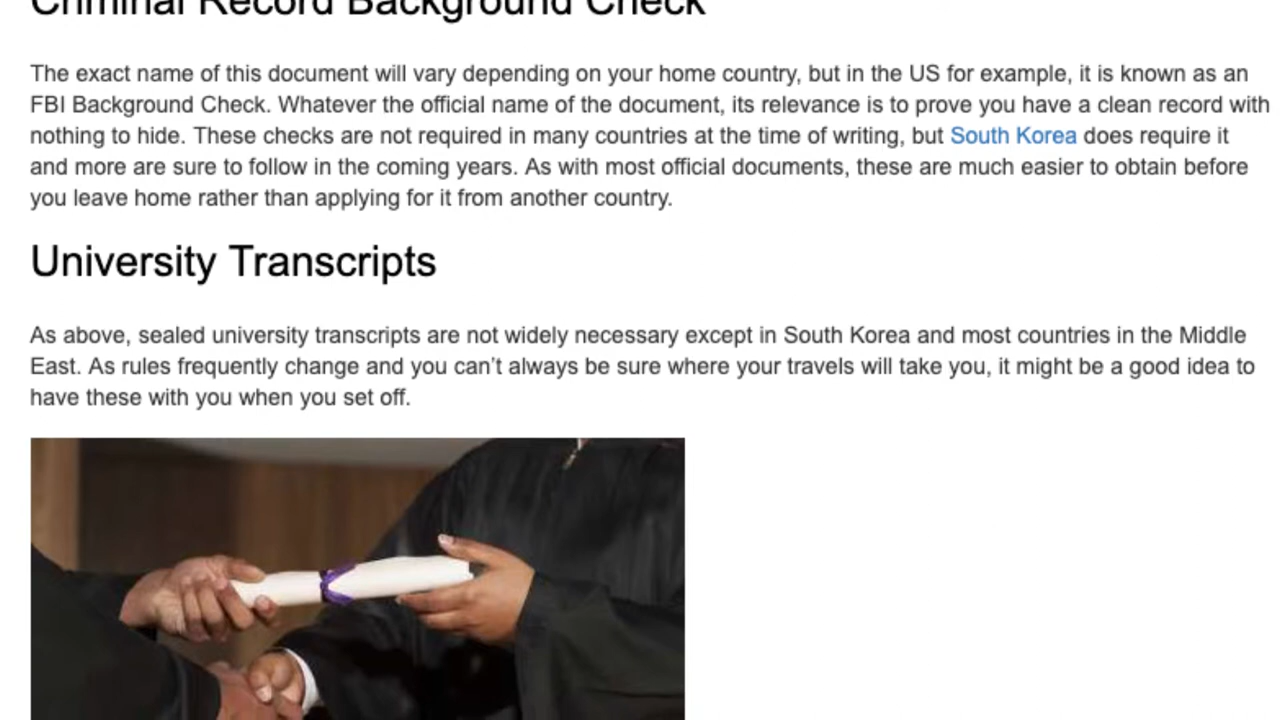 Criminal Record Background Check
The exact name of this document will vary depending on your home country, but in the US for example, it is known as an
FBI Background Check. Whatever the official name of the document, its relevance is to prove you have a clean record with
nothing to hide. These checks are not required in many countries at the time of writing, but South Korea does require it
and more are sure to follow in the coming years. As with most official documents, these are much easier to obtain before
you leave home rather than applying for it from another country.
University Transcripts
As above, sealed university transcripts are not widely necessary except in South Korea and most countries in the Middle
East. As rules frequently change and you can’t always be sure where your travels will take you, it might be a good idea to
have these with you when you set off.